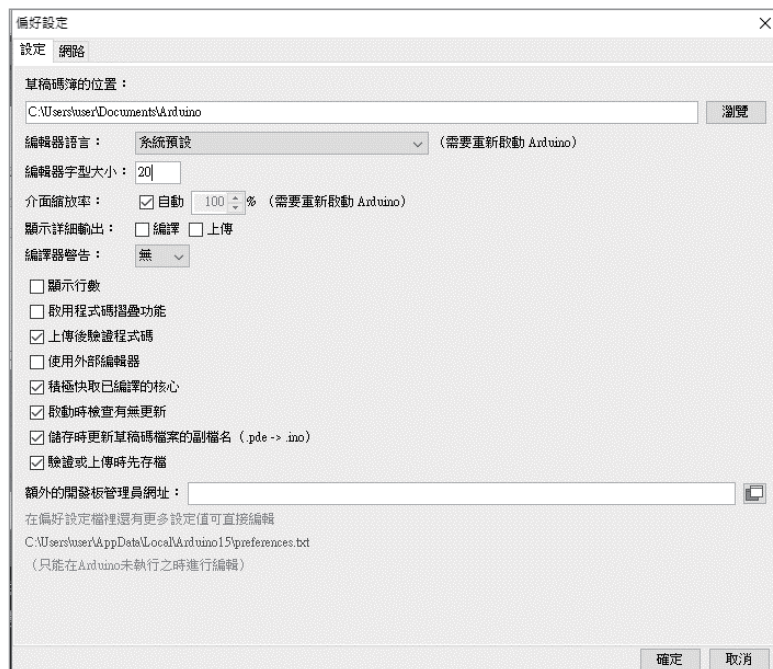 偏好設定
設定 網路
草稿碼簿的位置：
C:\Users\user\Documents\Arduino 瀏覽
編輯器語言： 系統預設 (需要重新啟動 Arduino)
編輯器字型大小： 20
介面縮放率： 自動 100 % (需要重新啟動 Arduino)
顯示詳細輸出： 編譯 上傳
編譯器警告： 無
顯示行數
啟用程式碼摺疊功能
上傳後驗證程式碼
使用外部編輯器
積極快取已編譯的核心
啟動時檢查有無更新
儲存時更新草稿碼檔案的副檔名 (.pde -> .ino)
驗證或上傳時先存檔
額外的開發板管理員網址：
在偏好設定檔裡還有更多設定值可直接編輯
C:\Users\user\AppData\Local\Arduino15\preferences.txt
(只能在Arduino未執行之時進行編輯)
確定 取消